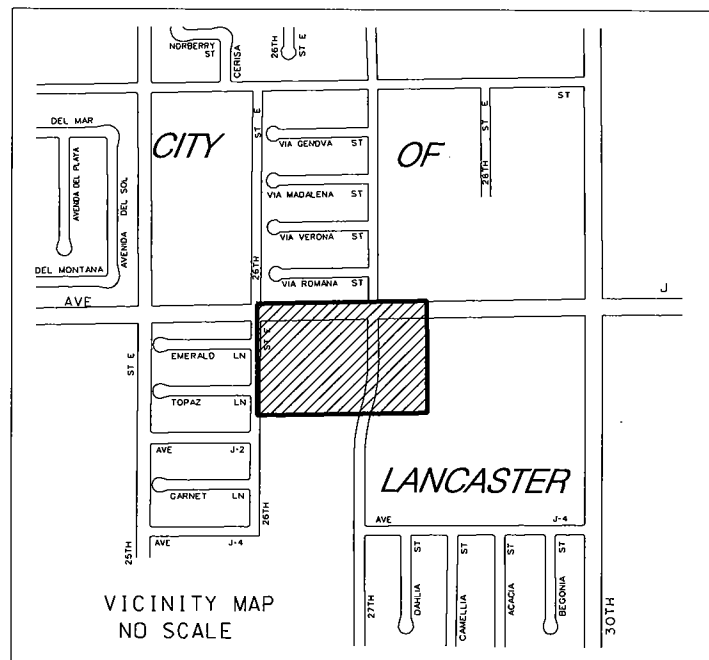 NORBERRY
ST
CERISA
26TH
ST E
ST
DEL MAR
AVENIDA DEL PLAYA
AVENIDA DEL SOL
CITY
ST E
OF
ST E
26TH
VIA GENOVA ST
VIA MADALENA ST
VIA VERONA ST
VIA ROMANA ST
26TH
DEL MONTANA
AVE
J
ST E
EMERALD LN
ST E
TOPAZ LN
AVE J-2
GARNET LN
26TH
AVE J-4
25TH
LANCASTER
AVE J-4
27TH
ST
DAHLIA
ST
CAMELLIA
ST
ACACIA
ST
BEGONIA
30TH
VICINITY MAP
NO SCALE